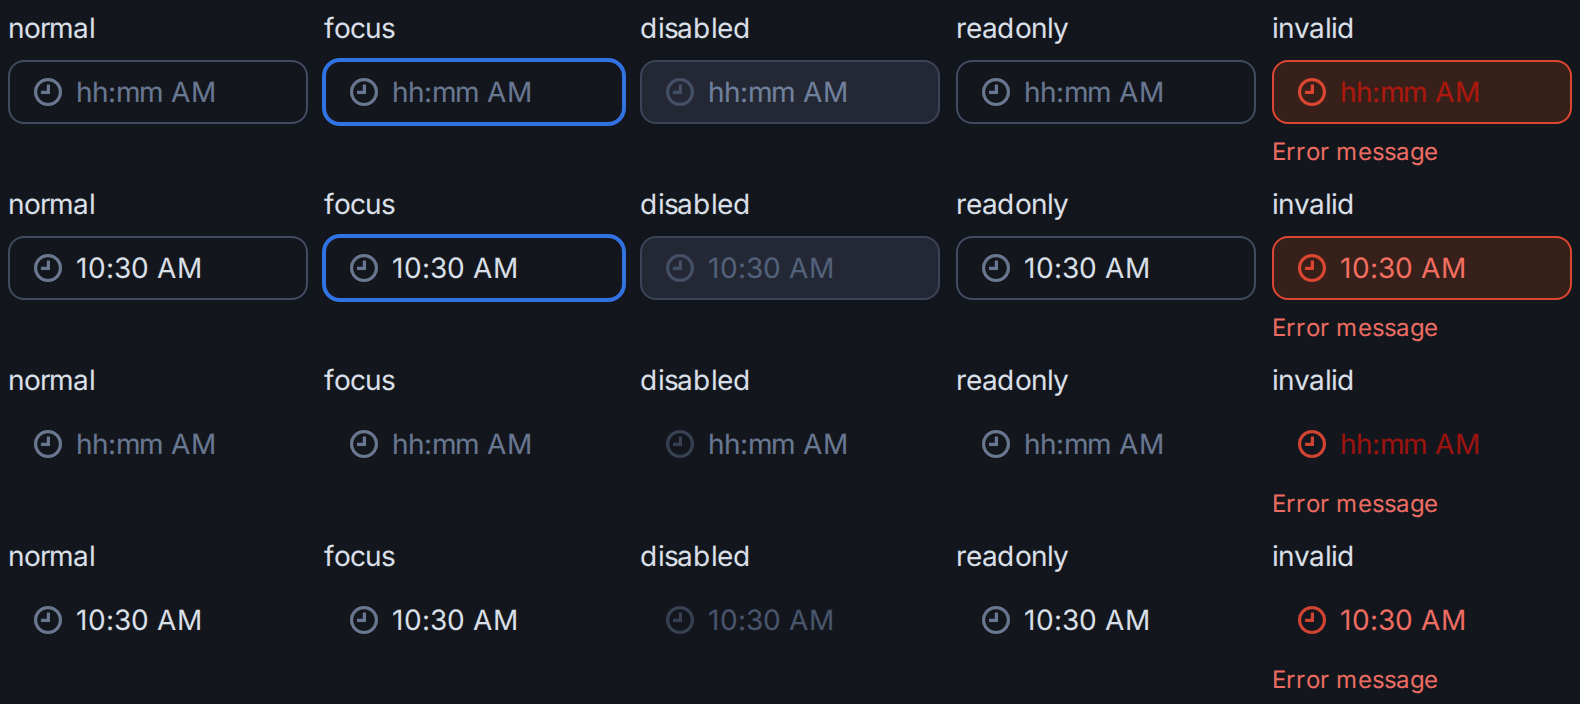 normal focus disabled readonly invalid
hh:mm AM hh:mm AM hh:mm AM hh:mm AM hh:mm AM
Error message
normal focus disabled readonly invalid
10:30 AM 10:30 AM 10:30 AM 10:30 AM 10:30 AM
Error message
normal focus disabled readonly invalid
hh:mm AM hh:mm AM hh:mm AM hh:mm AM hh:mm AM
Error message
normal focus disabled readonly invalid
10:30 AM 10:30 AM 10:30 AM 10:30 AM 10:30 AM
Error message